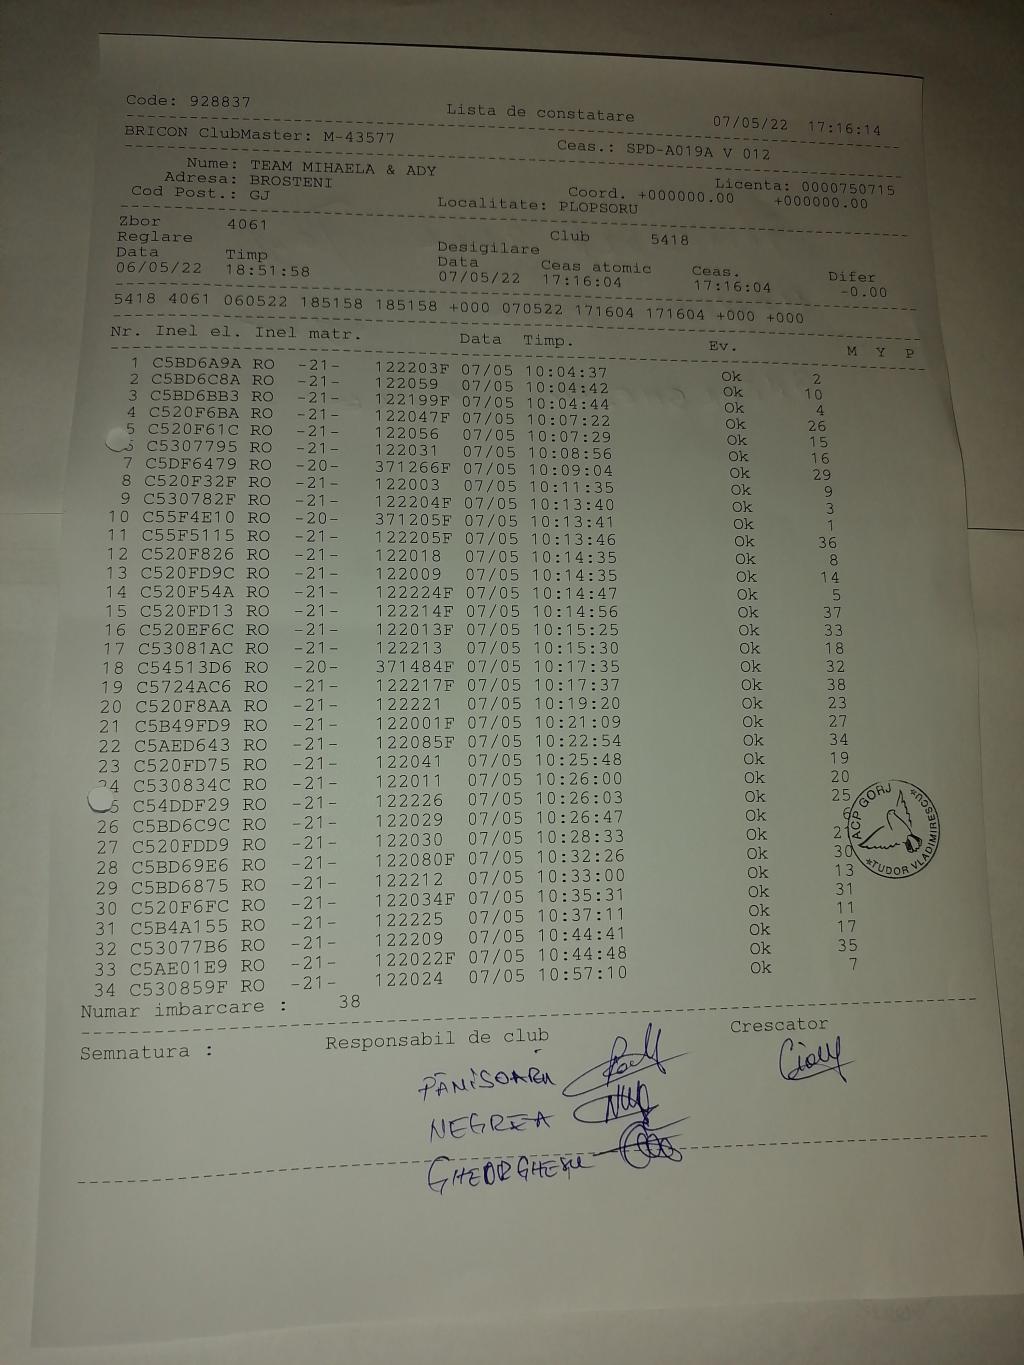 Code: 928837 Lista de constatare 07/05/22 17:16:14
BRICON ClubMaster: M-43577 Ceas.: SPD-A019A V 012
Nume: TEAM MIHAELA & ADY Licenta: 0000750715
Adresa: BROSTENI Coord. +000000.00 +000000.00
Cod Post.: GJ Localitate: PLOPSORU
Zbor 4061 Club 5418
Reglare Desigilare
Data Timp Data Ceas atomic Ceas. Difer
06/05/22 18:51:58 07/05/22 17:16:04 17:16:04 -0.00
5418 4061 060522 185158 185158 +000 070522 171604 171604 +000 +000
Nr. Inel el. Inel matr. Data Timp. Ev. M Y P
1 C5BD6A9A RO -21- 122203F 07/05 10:04:37 Ok 2
2 C5BD6C8A RO -21- 122059 07/05 10:04:42 Ok 10
3 C5BD6BB3 RO -21- 122199F 07/05 10:04:44 Ok 4
4 C520F6BA RO -21- 122047F 07/05 10:07:22 Ok 26
5 C520F61C RO -21- 122056 07/05 10:07:29 Ok 15
6 C5307795 RO -21- 122031 07/05 10:08:56 Ok 16
7 C5DF6479 RO -20- 371266F 07/05 10:09:04 Ok 29
8 C520F32F RO -21- 122003 07/05 10:11:35 Ok 9
9 C530782F RO -21- 122204F 07/05 10:13:40 Ok 3
10 C55F4E10 RO -20- 371205F 07/05 10:13:41 Ok 1
11 C55F5115 RO -21- 122205F 07/05 10:13:46 Ok 36
12 C520F826 RO -21- 122018 07/05 10:14:35 Ok 8
13 C520FD9C RO -21- 122009 07/05 10:14:35 Ok 14
14 C520F54A RO -21- 122224F 07/05 10:14:47 Ok 5
15 C520FD13 RO -21- 122214F 07/05 10:14:56 Ok 37
16 C520EF6C RO -21- 122013F 07/05 10:15:25 Ok 33
17 C53081AC RO -21- 122213 07/05 10:15:30 Ok 18
18 C54513D6 RO -20- 371484F 07/05 10:17:35 Ok 32
19 C5724AC6 RO -21- 122217F 07/05 10:17:37 Ok 38
20 C520F8AA RO -21- 122221 07/05 10:19:20 Ok 23
21 C5B49FD9 RO -21- 122001F 07/05 10:21:09 Ok 27
22 C5AED643 RO -21- 122085F 07/05 10:22:54 Ok 34
23 C520FD75 RO -21- 122041 07/05 10:25:48 Ok 19
24 C530834C RO -21- 122011 07/05 10:26:00 Ok 20
5 C54DDF29 RO -21- 122226 07/05 10:26:03 Ok 25
26 C5BD6C9C RO -21- 122029 07/05 10:26:47 Ok 6
27 C520FDD9 RO -21- 122030 07/05 10:28:33 Ok 21
28 C5BD69E6 RO -21- 122080F 07/05 10:32:26 Ok 30
29 C5BD6875 RO -21- 122212 07/05 10:33:00 Ok 13
30 C520F6FC RO -21- 122034F 07/05 10:35:31 Ok 31
31 C5B4A155 RO -21- 122225 07/05 10:37:11 Ok 11
32 C53077B6 RO -21- 122209 07/05 10:44:41 Ok 17
33 C5AE01E9 RO -21- 122022F 07/05 10:44:48 Ok 35
34 C530859F RO -21- 122024 07/05 10:57:10 Ok 7
ACP GORJ *TUDOR VLADIMIRESCU*
Numar imbarcare : 38
Semnatura : Responsabil de club Crescator
PĂNIȘOARU
NEGREA
GHEORGHESCU